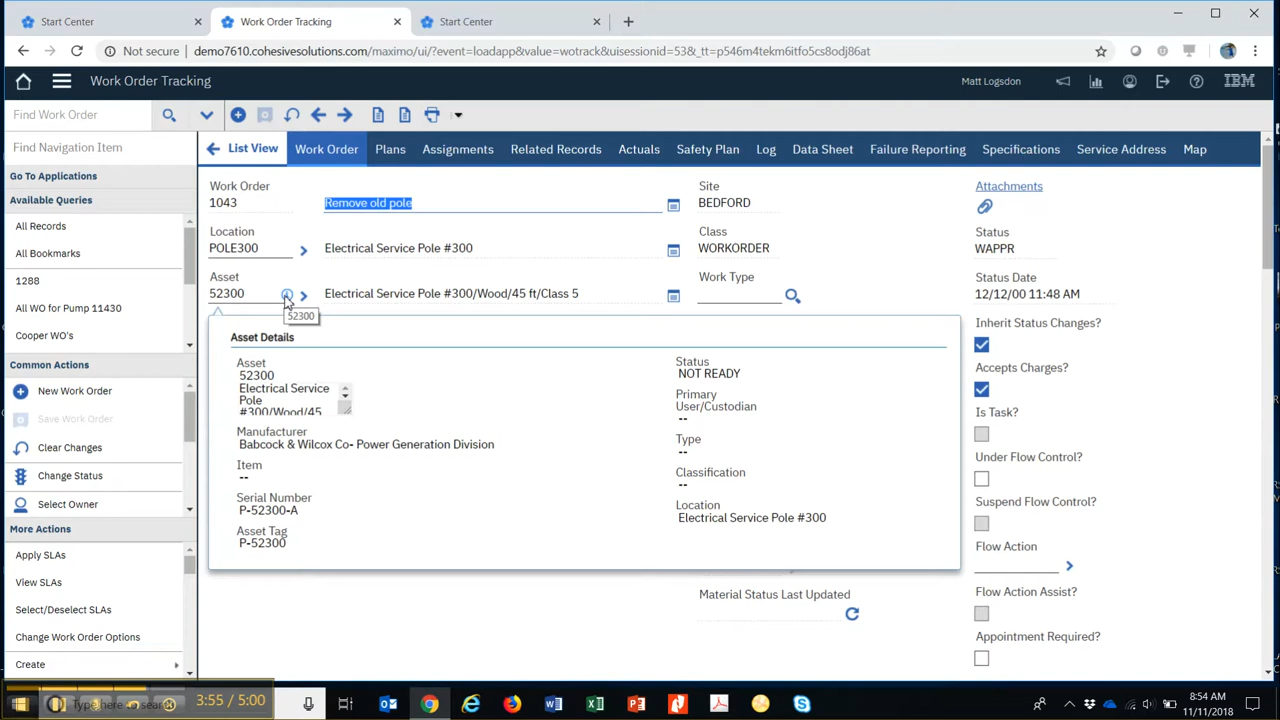 Start Center
Work Order Tracking
Start Center
Not secure
demo7610.cohesivesolutions.com/maximo/ui/?event=loadapp&value=wotrack&uisessionid=53&_tt=p546m4tekm6itfo5cs8odj86at
Work Order Tracking
Matt Logsdon
IBM
Find Work Order
Find Navigation Item
Go To Applications
Available Queries
All Records
All Bookmarks
1288
All WO for Pump 11430
Cooper WO's
Common Actions
New Work Order
Save Work Order
Clear Changes
Change Status
Select Owner
More Actions
Apply SLAs
View SLAs
Select/Deselect SLAs
Change Work Order Options
Create
List View
Work Order
Plans
Assignments
Related Records
Actuals
Safety Plan
Log
Data Sheet
Failure Reporting
Specifications
Service Address
Map
Work Order
1043
Remove old pole
Location
POLE300
Electrical Service Pole #300
Asset
52300
Electrical Service Pole #300/Wood/45 ft/Class 5
52300
Site
BEDFORD
Class
WORKORDER
Work Type
Attachments
Status
WAPPR
Status Date
12/12/00 11:48 AM
Inherit Status Changes?
Accepts Charges?
Is Task?
Under Flow Control?
Suspend Flow Control?
Flow Action
Flow Action Assist?
Appointment Required?
Asset Details
Asset
52300
Electrical Service
Pole
#300/Wood/45
Manufacturer
Babcock & Wilcox Co- Power Generation Division
Item
--
Serial Number
P-52300-A
Asset Tag
P-52300
Status
NOT READY
Primary
User/Custodian
--
Type
--
Classification
--
Location
Electrical Service Pole #300
Material Status Last Updated
Type here to search
3:55 / 5:00
8:54 AM
11/11/2018